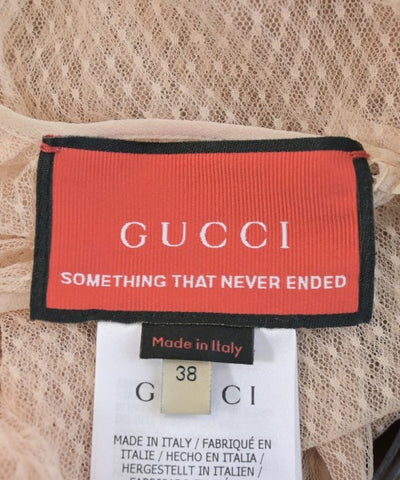 GUCCI
SOMETHING THAT NEVER ENDED
Made in Italy
38
G CCI
MADE IN ITALY / FABRIQUÉ EN
ITALIE / HECHO EN ITALIA /
HERGESTELLT IN ITALIEN /